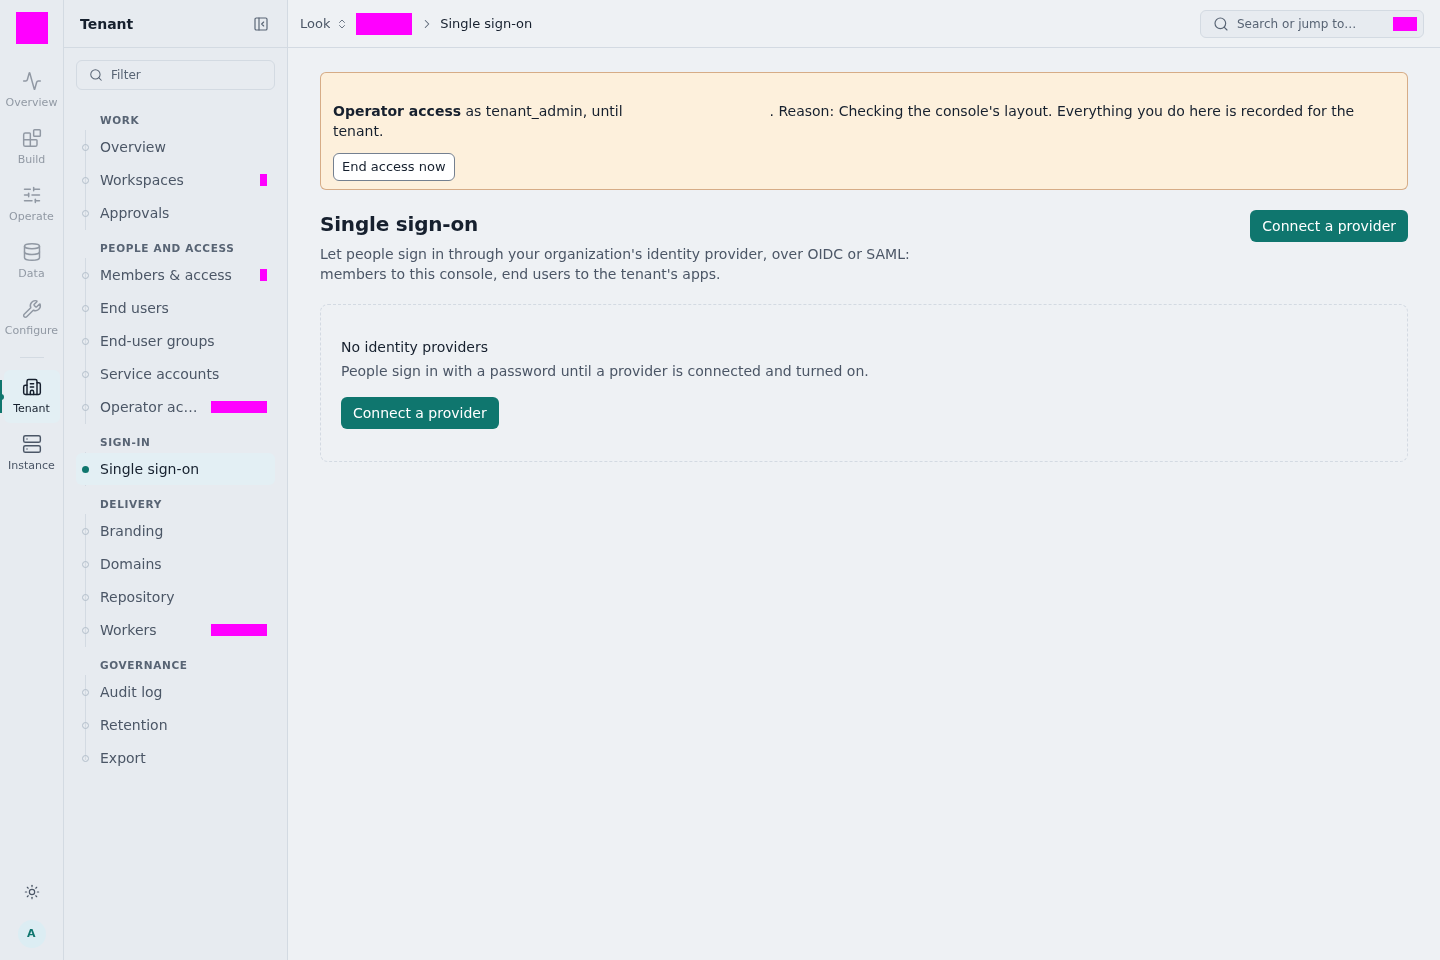 Tenant
Look
Single sign-on
Search or jump to...
Overview
Build
Operate
Data
Configure
Tenant
Instance
A
Filter
WORK
Overview
Workspaces
Approvals
PEOPLE AND ACCESS
Members & access
End users
End-user groups
Service accounts
Operator ac...
SIGN-IN
Single sign-on
DELIVERY
Branding
Domains
Repository
Workers
GOVERNANCE
Audit log
Retention
Export
Operator access as tenant_admin, until . Reason: Checking the console's layout. Everything you do here is recorded for the
tenant.
End access now
Single sign-on
Connect a provider
Let people sign in through your organization's identity provider, over OIDC or SAML:
members to this console, end users to the tenant's apps.
No identity providers
People sign in with a password until a provider is connected and turned on.
Connect a provider